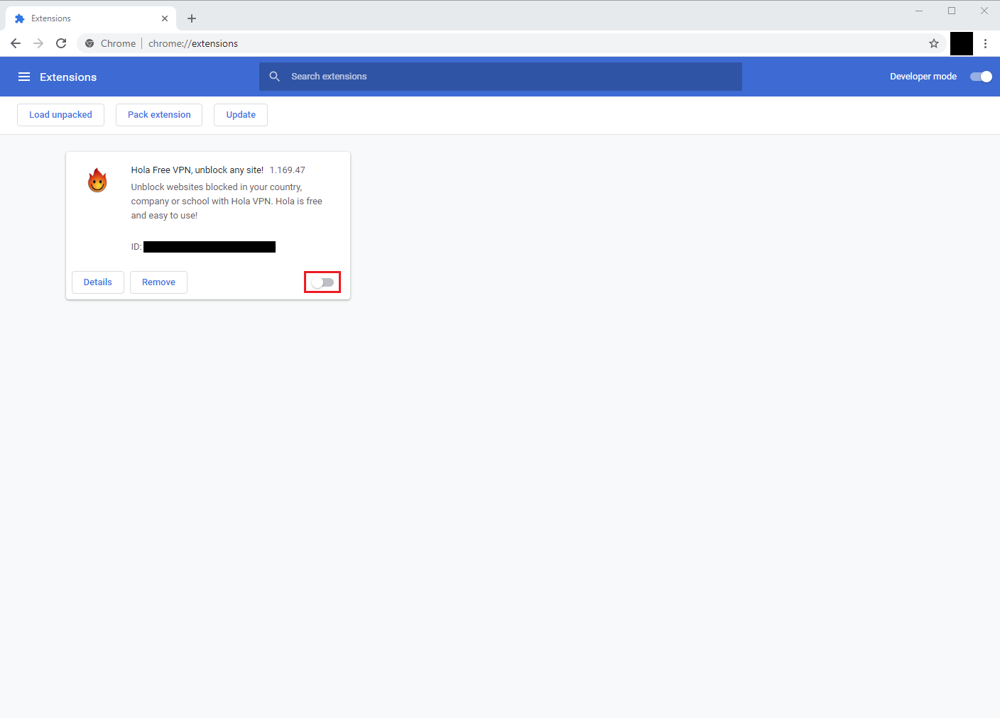 Extensions
Chrome | chrome://extensions
Extensions
Search extensions
Developer mode
Load unpacked
Pack extension
Update
Hola Free VPN, unblock any site! 1.169.47
Unblock websites blocked in your country,
company or school with Hola VPN. Hola is free
and easy to use!
ID:
Details
Remove